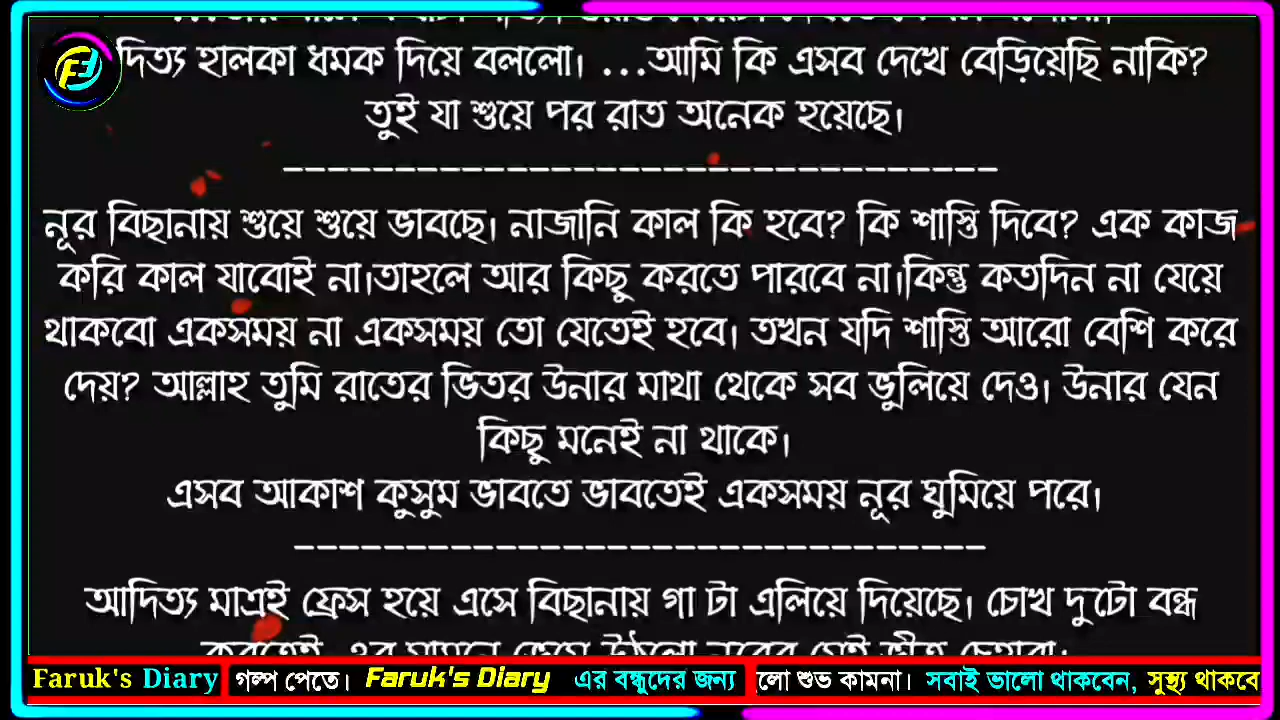 দিত্য হালকা ধমক দিয়ে বললো। ...আমি কি এসব দেখে বেড়িয়েছি নাকি?
তুই যা শুয়ে পর রাত অনেক হয়েছে।
--------------------------------
নূর বিছানায় শুয়ে শুয়ে ভাবছে। নাজানি কাল কি হবে? কি শাস্তি দিবে? এক কাজ
করি কাল যাবোই না।তাহলে আর কিছু করতে পারবে না।কিন্তু কতদিন না যেয়ে
থাকবো একসময় না একসময় তো যেতেই হবে। তখন যদি শাস্তি আরো বেশি করে
দেয়? আল্লাহ তুমি রাতের ভিতর উনার মাথা থেকে সব ভুলিয়ে দেও। উনার যেন
কিছু মনেই না থাকে।
এসব আকাশ কুসুম ভাবতে ভাবতেই একসময় নূর ঘুমিয়ে পরে।
-------------------------------
আদিত্য মাত্রই ফ্রেস হয়ে এসে বিছানায় গা টা এলিয়ে দিয়েছে। চোখ দুটো বন্ধ
Faruk's Diary গল্প পেতে। Faruk's Diary এর বন্ধুদের জন্য লো শুভ কামনা। সবাই ভালো থাকবেন, সুস্থ্য থাকবে